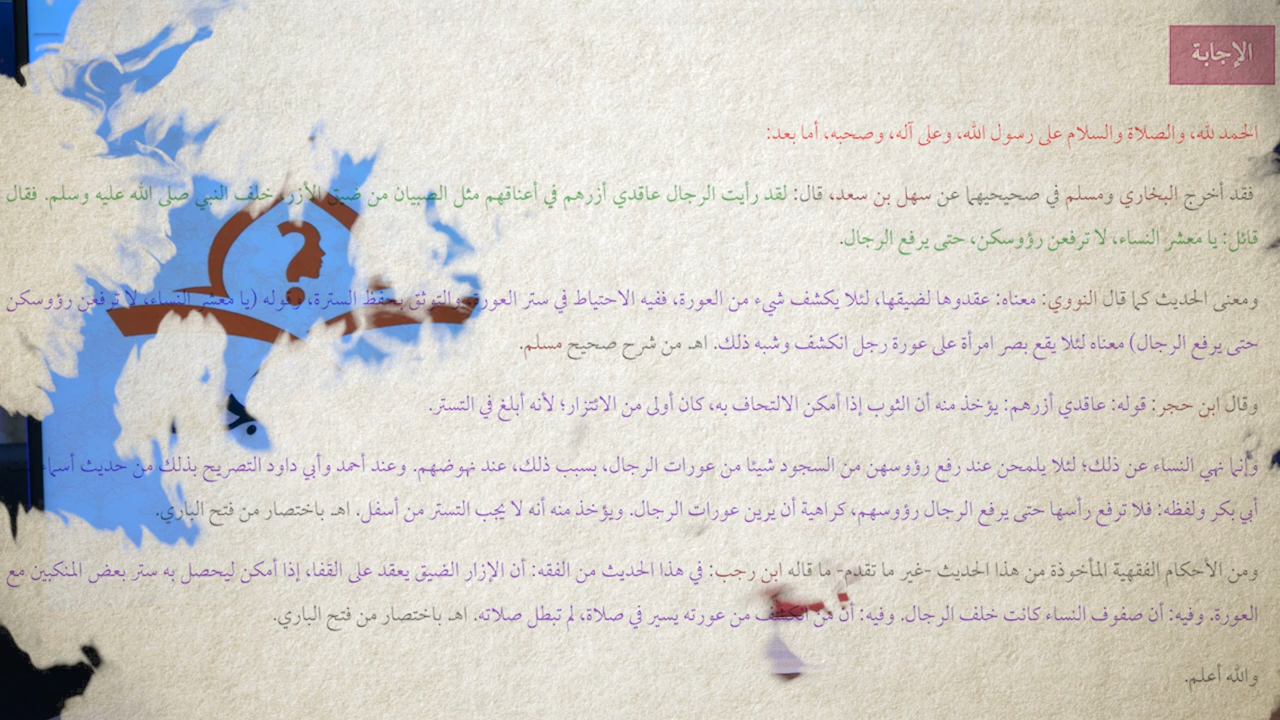 الإجابة
الحمد لله، والصلاة والسلام على رسول الله، وعلى آله، وصحبه، أما بعد:
فقد أخرج البخاري ومسلم في صحيحيهما عن سهل بن سعد، قال: لقد رأيت الرجال عاقدي أزرهم في أعناقهم مثل الصبيان من ضيق الأزر، خلف النبي صلى الله عليه وسلم. فقال
قائل: يا معشر النساء، لا ترفعن رؤوسكن، حتى يرفع الرجال.
ومعنى الحديث كما قال النووي: معناه: عقدوها لضيقها، لئلا يكشف شيء من العورة، ففيه الاحتياط في ستر العورة، والتوثق بحفظ السترة، وقوله (يا معشر النساء، لا ترفعن رؤوسكن
حتى يرفع الرجال) معناه لئلا يقع بصر امرأة على عورة رجل انكشف وشبه ذلك. اهـ من شرح صحيح مسلم.
وقال ابن حجر: قوله: عاقدي أزرهم: يؤخذ منه أن الثوب إذا أمكن الالتحاف به، كان أولى من الائتزار؛ لأنه أبلغ في التستر.
وإنما نهي النساء عن ذلك؛ لئلا يلمحن عند رفع رؤوسهن من السجود شيئا من عورات الرجال، بسبب ذلك، عند نهوضهم. وعند أحمد وأبي داود التصريح بذلك من حديث أسماء بنت
أبي بكر ولفظه: فلا ترفع رأسها حتى يرفع الرجال رؤوسهم، كراهية أن يرين عورات الرجال. ويؤخذ منه أنه لا يجب التستر من أسفل. اهـ باختصار من فتح الباري.
ومن الأحكام الفقهية المأخوذة من هذا الحديث -غير ما تقدم- ما قاله ابن رجب: في هذا الحديث من الفقه: أن الإزار الضيق يعقد على القفا، إذا أمكن ليحصل به ستر بعض المنكبين مع
العورة. وفيه: أن صفوف النساء كانت خلف الرجال. وفيه: أن من انكشف من عورته يسير في صلاة، لم تبطل صلاته. اهـ باختصار من فتح الباري.
والله أعلم.